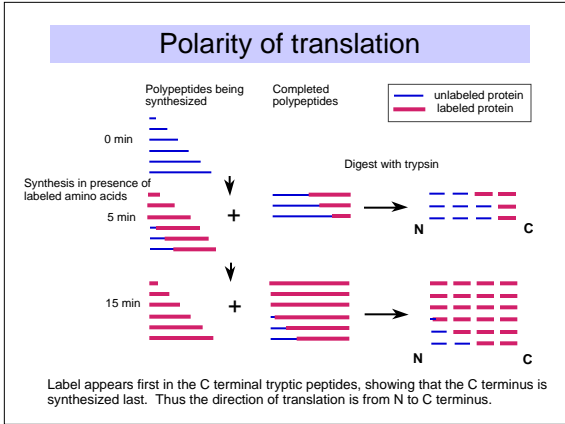 Polarity of translation
Polypeptides being
synthesized
Completed
polypeptides
unlabeled protein
labeled protein
0 min
Digest with trypsin
Synthesis in presence of
labeled amino acids
5 min
+
N
C
15 min
+
N
C
Label appears first in the C terminal tryptic peptides, showing that the C terminus is
synthesized last. Thus the direction of translation is from N to C terminus.